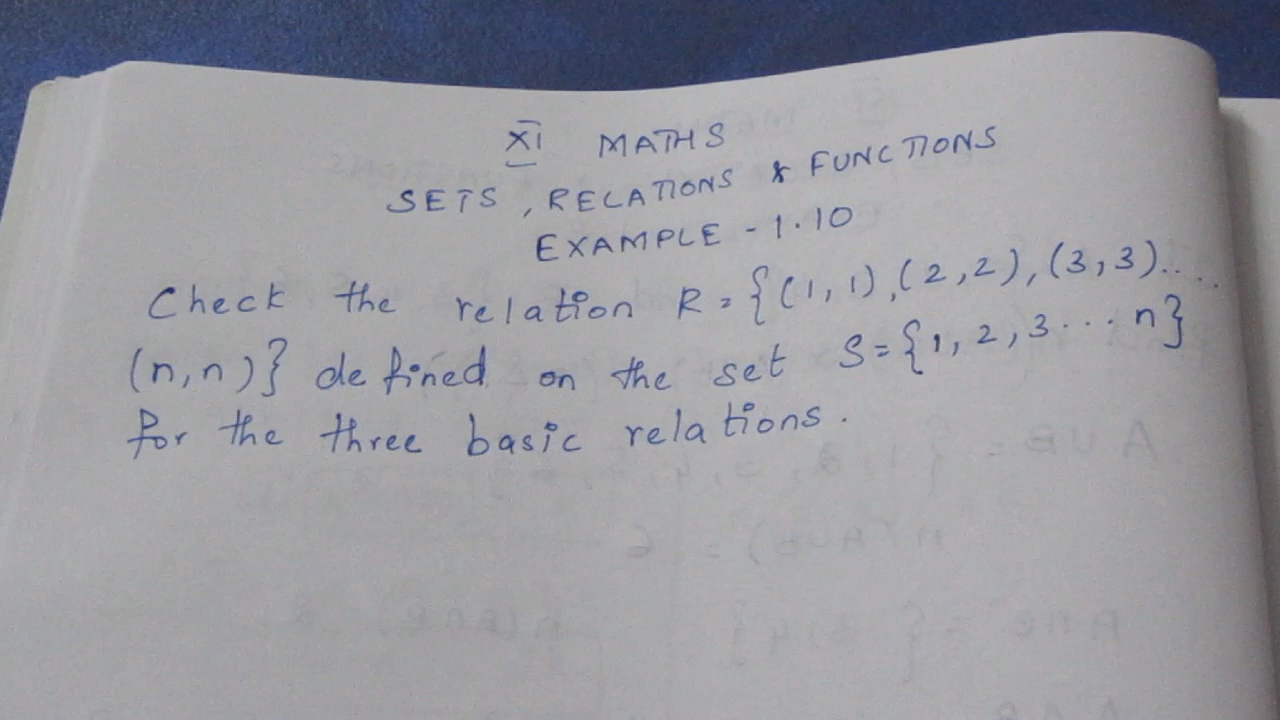 XI MATHS
SETS, RELATIONS & FUNCTIONS
EXAMPLE - 1.10
Check the relation R = {(1,1), (2,2), (3,3).....
(n,n)} defined on the set S = {1, 2, 3 ... n}
for the three basic relations.